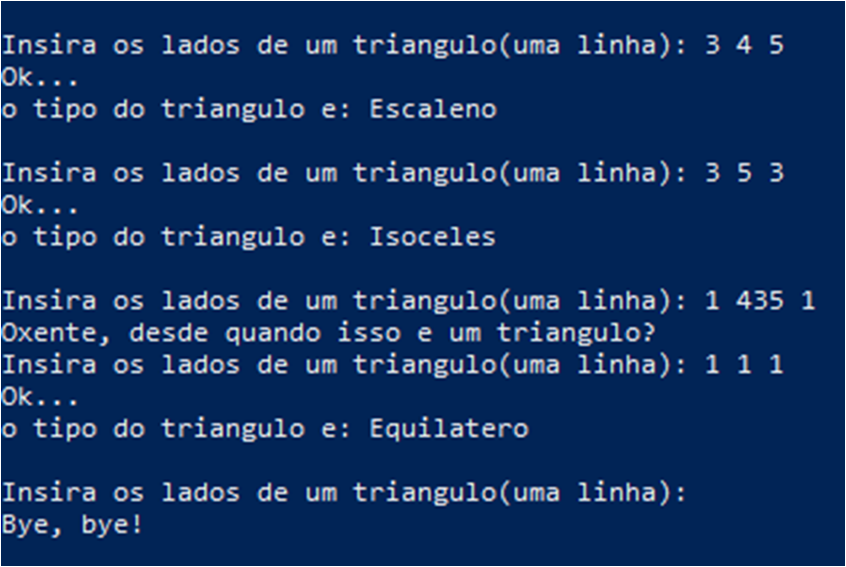 Insira os lados de um triangulo(uma linha): 3 4 5
Ok...
o tipo do triangulo e: Escaleno
Insira os lados de um triangulo(uma linha): 3 5 3
Ok...
o tipo do triangulo e: Isoceles
Insira os lados de um triangulo(uma linha): 1 435 1
Oxente, desde quando isso e um triangulo?
Insira os lados de um triangulo(uma linha): 1 1 1
Ok...
o tipo do triangulo e: Equilatero
Insira os lados de um triangulo(uma linha):
Bye, bye!